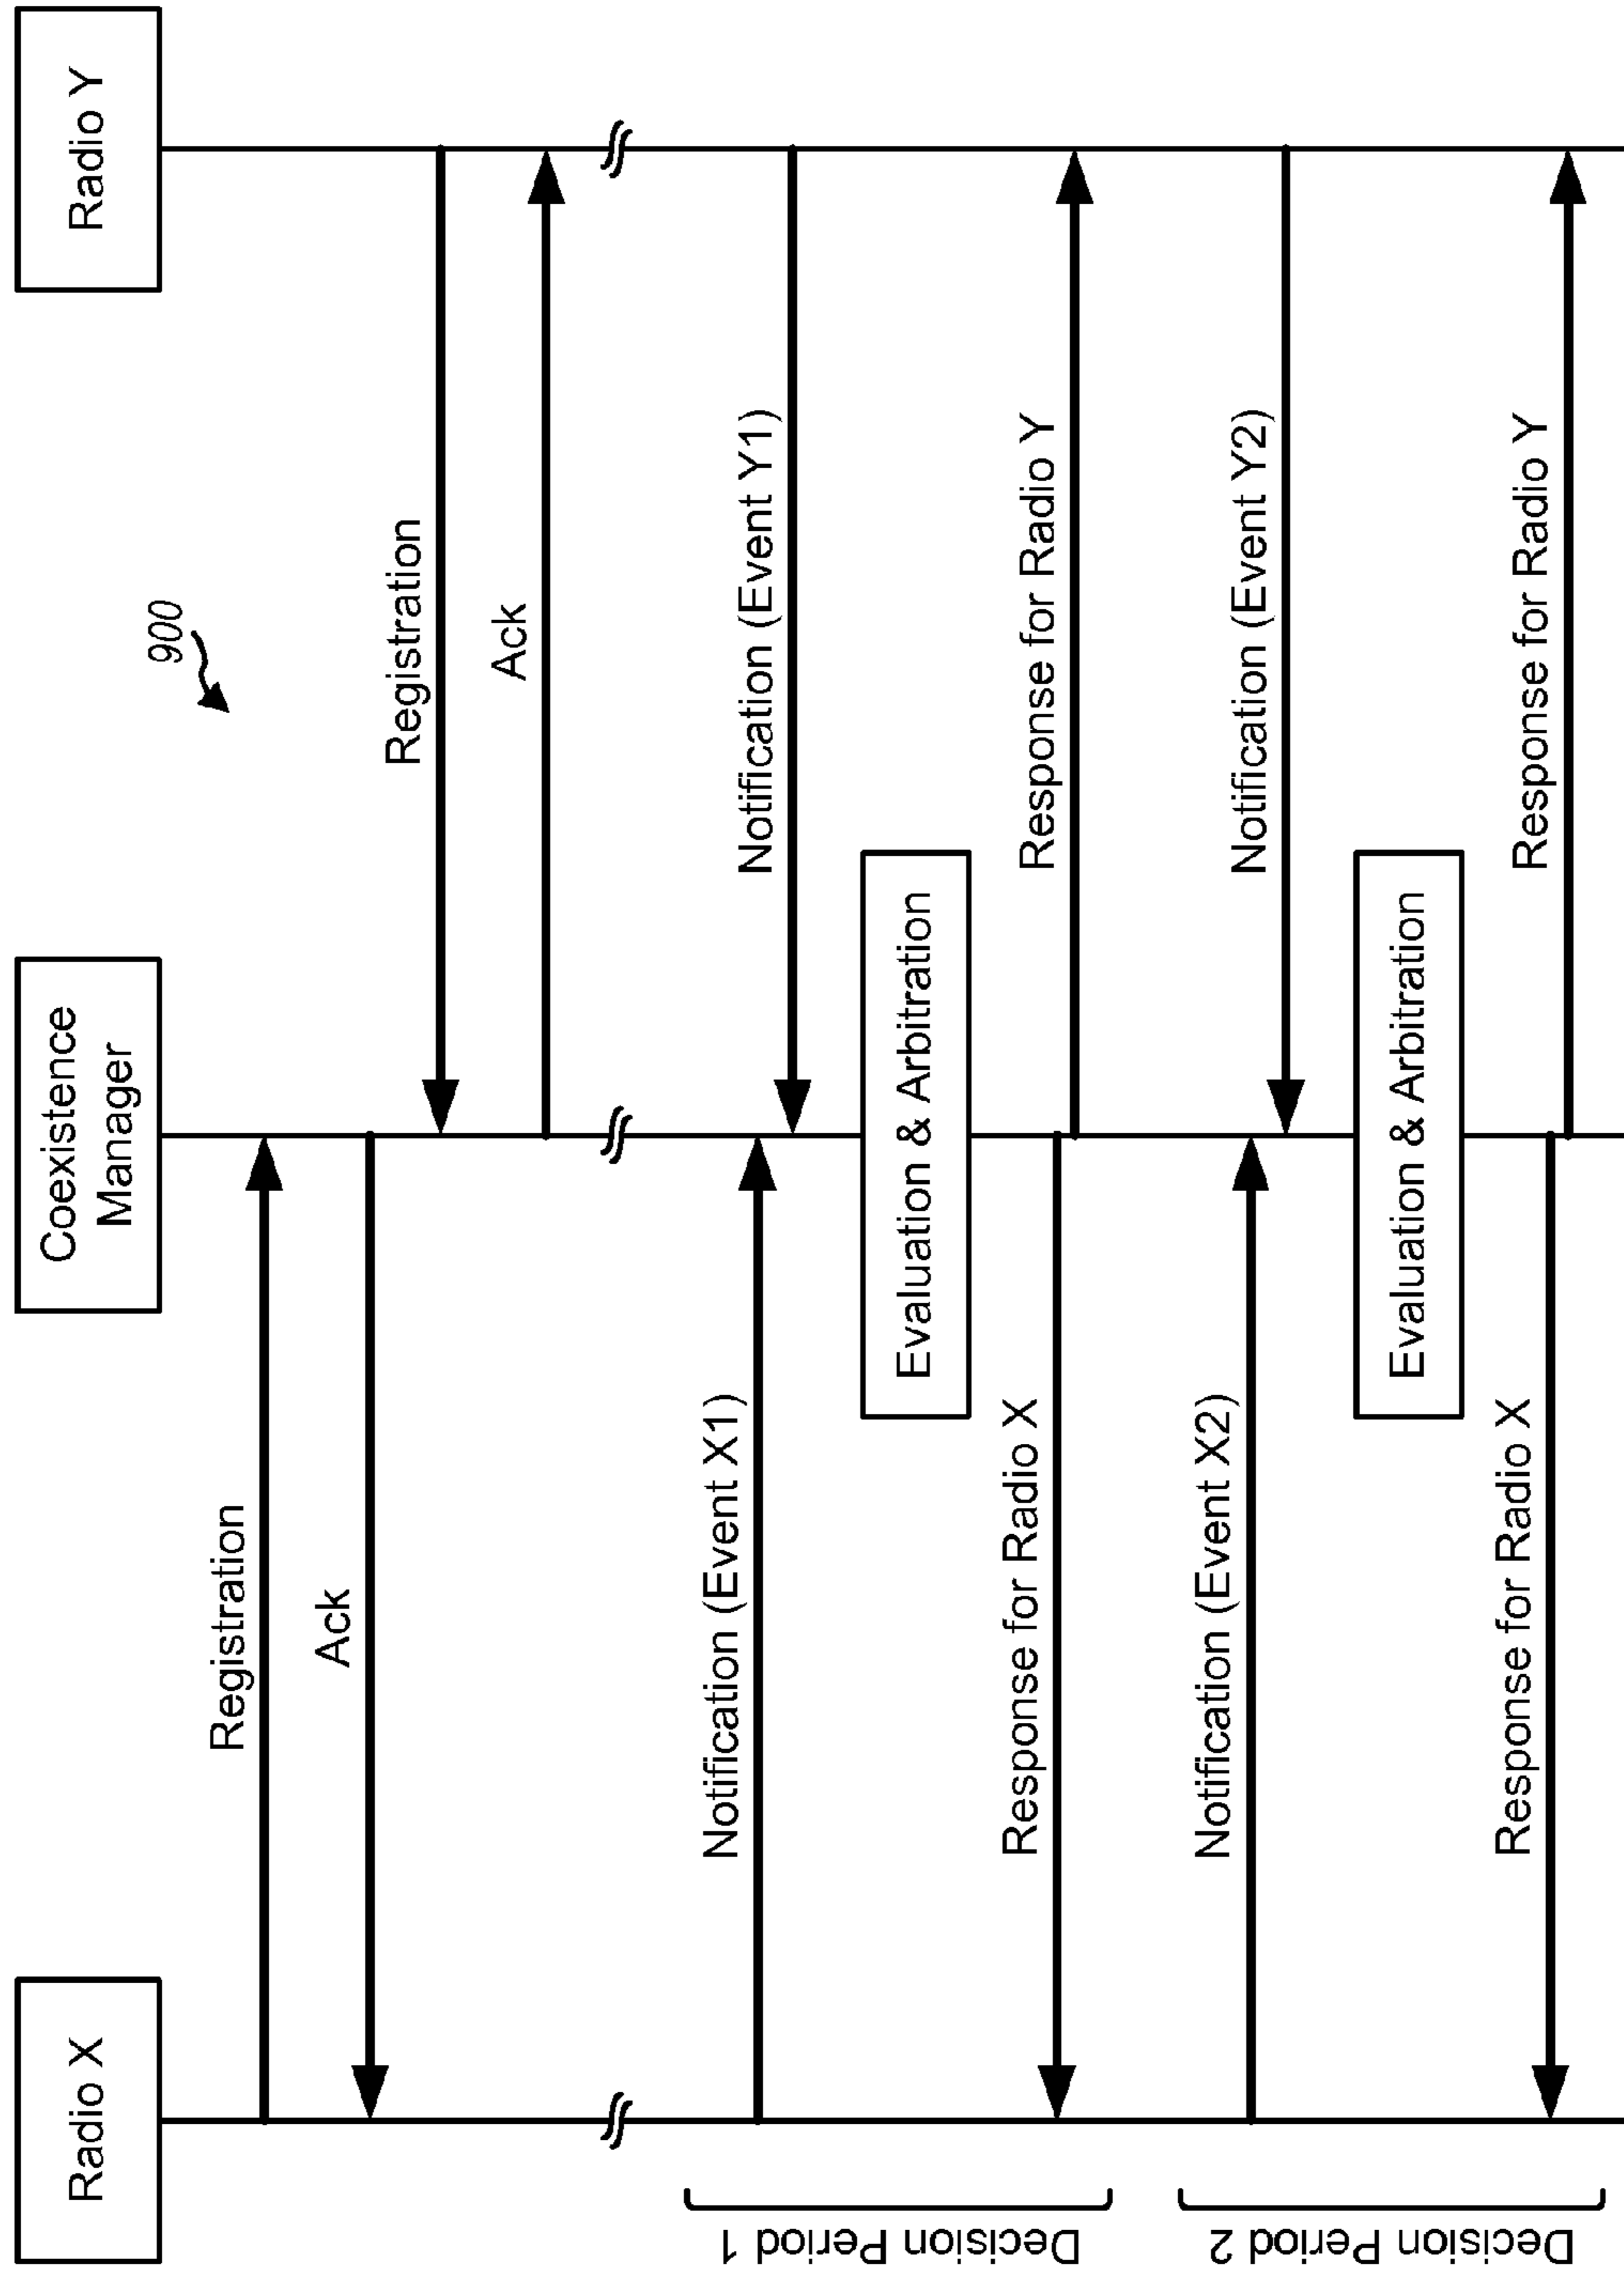 Radio X
Coexistence
Manager
Radio Y
900
Registration
Ack
Registration
Ack
Decision Period 1
Notification (Event X1)
Notification (Event Y1)
Evaluation & Arbitration
Response for Radio X
Response for Radio Y
Decision Period 2
Notification (Event X2)
Notification (Event Y2)
Evaluation & Arbitration
Response for Radio X
Response for Radio Y